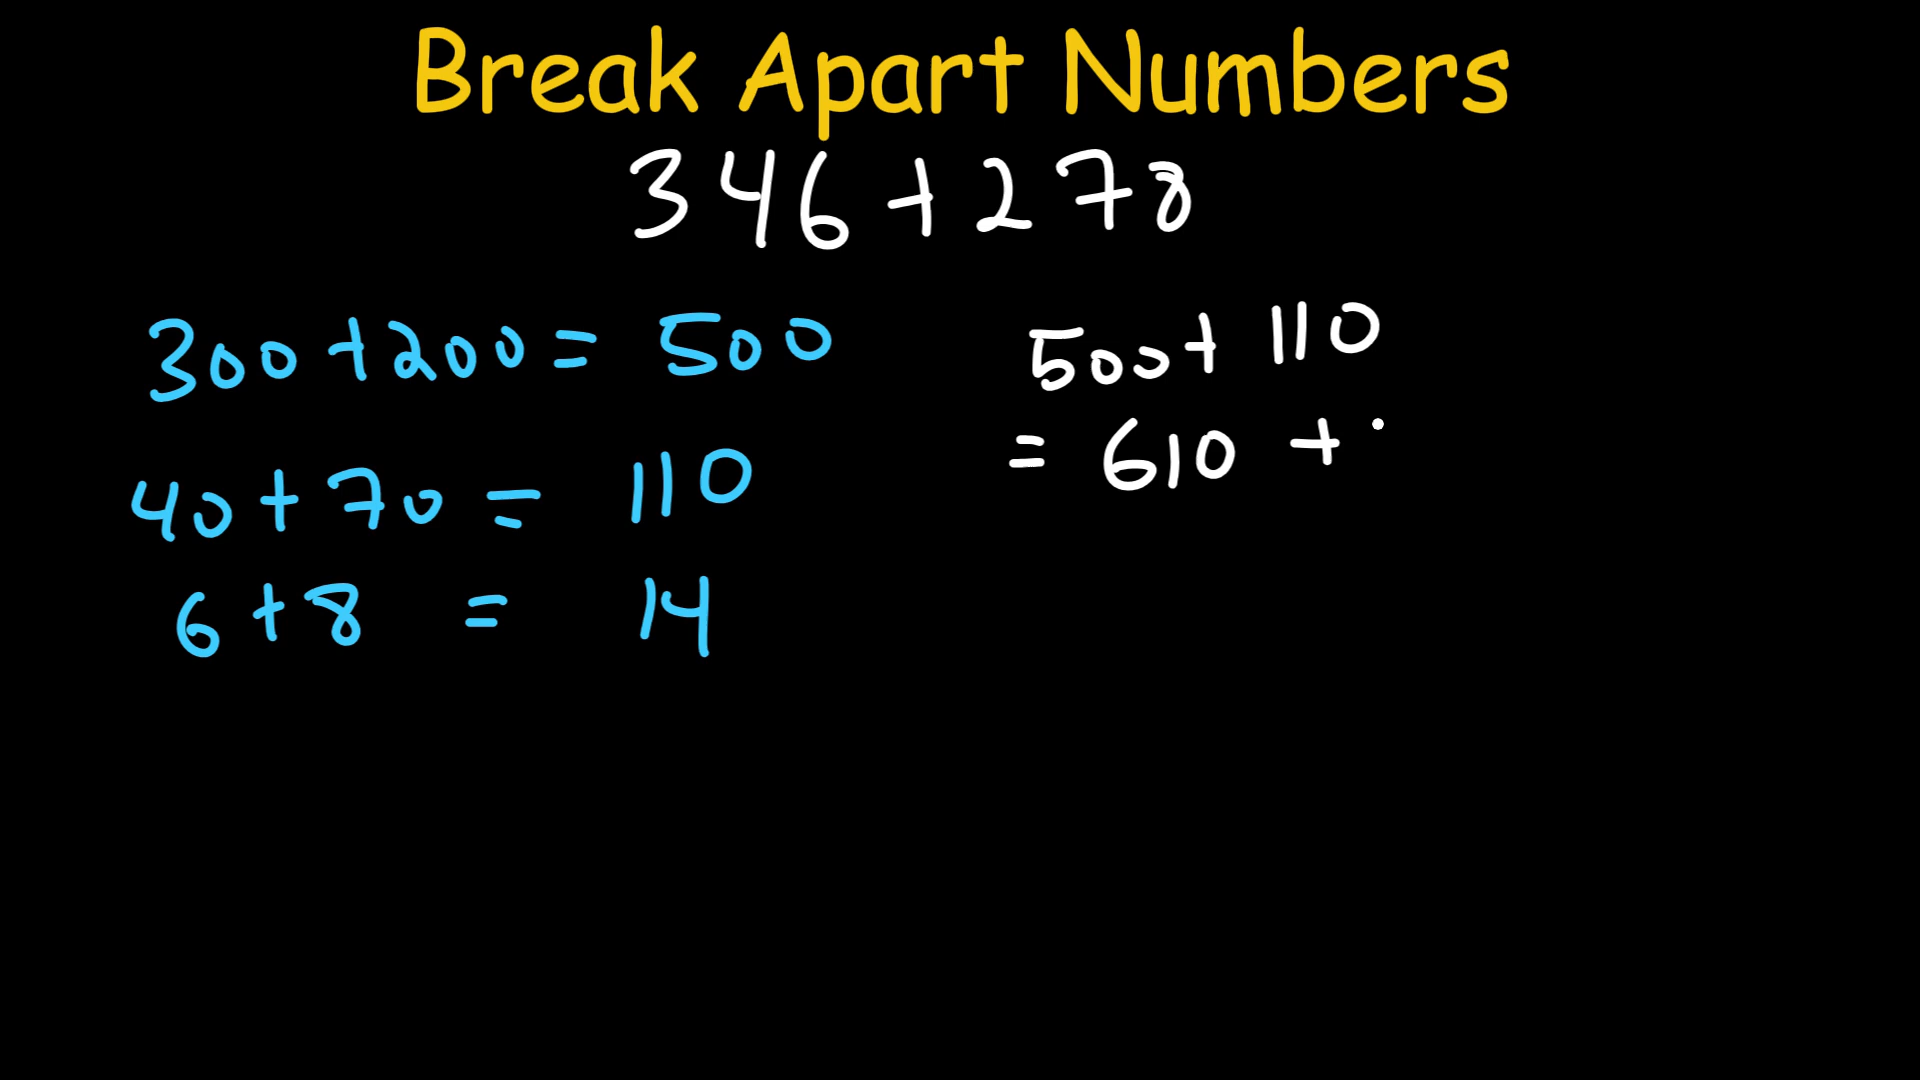 Break Apart Numbers
346+278
300+200= 500
40+70= 110
6+8 = 14
500+ 110
= 610 +